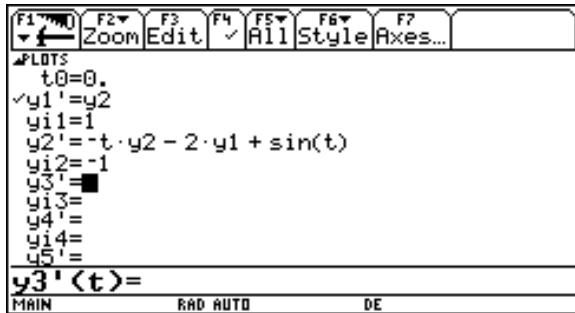 F1 F2 Zoom F3 Edit F4 ✓ F5 All F6 Style F7 Axes...
PLOTS
t0=0.
✓y1'=y2
yi1=1
y2'=-t·y2-2·y1+sin(t)
yi2=-1
y3'=
yi3=
y4'=
yi4=
y5'=
y3'(t)=
MAIN RAD AUTO DE